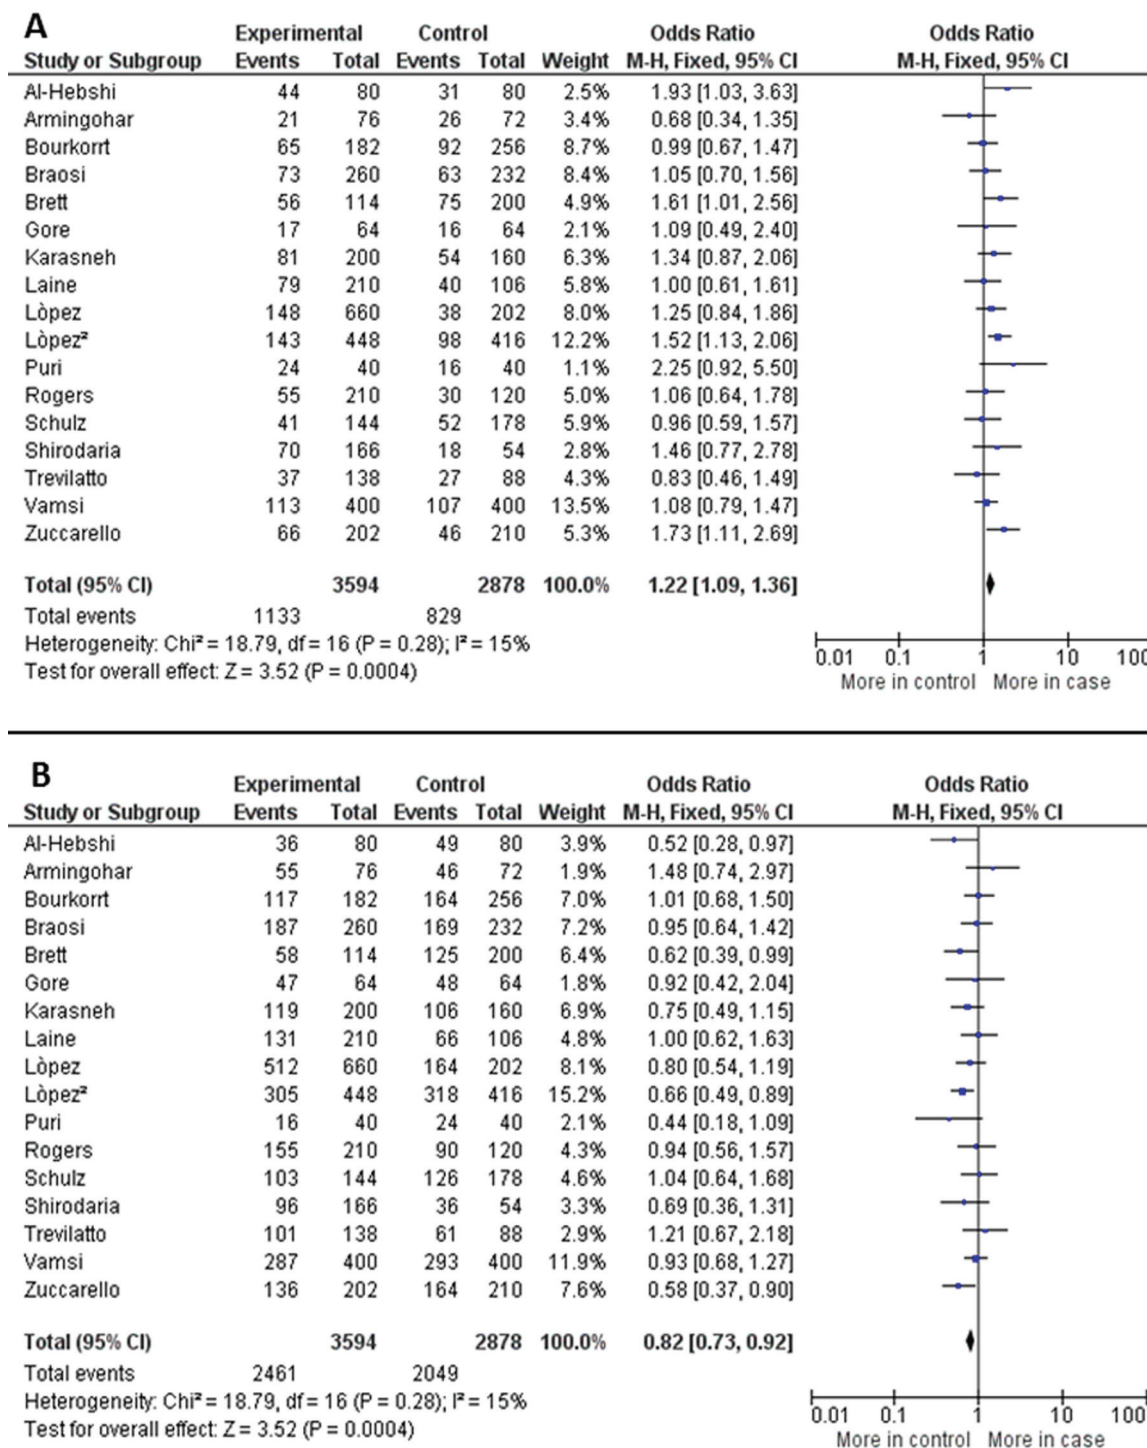 A
Experimental Control Odds Ratio Odds Ratio
Study or Subgroup Events Total Events Total Weight M-H, Fixed, 95% CI M-H, Fixed, 95% CI
Al-Hebshi 44 80 31 80 2.5% 1.93 [1.03, 3.63]
Armingohar 21 76 26 72 3.4% 0.68 [0.34, 1.35]
Bourkorrt 65 182 92 256 8.7% 0.99 [0.67, 1.47]
Braosi 73 260 63 232 8.4% 1.05 [0.70, 1.56]
Brett 56 114 75 200 4.9% 1.61 [1.01, 2.56]
Gore 17 64 16 64 2.1% 1.09 [0.49, 2.40]
Karasneh 81 200 54 160 6.3% 1.34 [0.87, 2.06]
Laine 79 210 40 106 5.8% 1.00 [0.61, 1.61]
Lòpez 148 660 38 202 8.0% 1.25 [0.84, 1.86]
Lòpez² 143 448 98 416 12.2% 1.52 [1.13, 2.06]
Puri 24 40 16 40 1.1% 2.25 [0.92, 5.50]
Rogers 55 210 30 120 5.0% 1.06 [0.64, 1.78]
Schulz 41 144 52 178 5.9% 0.96 [0.59, 1.57]
Shirodaria 70 166 18 54 2.8% 1.46 [0.77, 2.78]
Trevilatto 37 138 27 88 4.3% 0.83 [0.46, 1.49]
Vamsi 113 400 107 400 13.5% 1.08 [0.79, 1.47]
Zuccarello 66 202 46 210 5.3% 1.73 [1.11, 2.69]
Total (95% CI) 3594 2878 100.0% 1.22 [1.09, 1.36]
Total events 1133 829
Heterogeneity: Chi² = 18.79, df = 16 (P = 0.28); I² = 15%
Test for overall effect: Z = 3.52 (P = 0.0004)
0.01 0.1 1 10 100
More in control More in case
B
Experimental Control Odds Ratio Odds Ratio
Study or Subgroup Events Total Events Total Weight M-H, Fixed, 95% CI M-H, Fixed, 95% CI
Al-Hebshi 36 80 49 80 3.9% 0.52 [0.28, 0.97]
Armingohar 55 76 46 72 1.9% 1.48 [0.74, 2.97]
Bourkorrt 117 182 164 256 7.0% 1.01 [0.68, 1.50]
Braosi 187 260 169 232 7.2% 0.95 [0.64, 1.42]
Brett 58 114 125 200 6.4% 0.62 [0.39, 0.99]
Gore 47 64 48 64 1.8% 0.92 [0.42, 2.04]
Karasneh 119 200 106 160 6.9% 0.75 [0.49, 1.15]
Laine 131 210 66 106 4.8% 1.00 [0.62, 1.63]
Lòpez 512 660 164 202 8.1% 0.80 [0.54, 1.19]
Lòpez² 305 448 318 416 15.2% 0.66 [0.49, 0.89]
Puri 16 40 24 40 2.1% 0.44 [0.18, 1.09]
Rogers 155 210 90 120 4.3% 0.94 [0.56, 1.57]
Schulz 103 144 126 178 4.6% 1.04 [0.64, 1.68]
Shirodaria 96 166 36 54 3.3% 0.69 [0.36, 1.31]
Trevilatto 101 138 61 88 2.9% 1.21 [0.67, 2.18]
Vamsi 287 400 293 400 11.9% 0.93 [0.68, 1.27]
Zuccarello 136 202 164 210 7.6% 0.58 [0.37, 0.90]
Total (95% CI) 3594 2878 100.0% 0.82 [0.73, 0.92]
Total events 2461 2049
Heterogeneity: Chi² = 18.79, df = 16 (P = 0.28); I² = 15%
Test for overall effect: Z = 3.52 (P = 0.0004)
0.01 0.1 1 10 100
More in control More in case